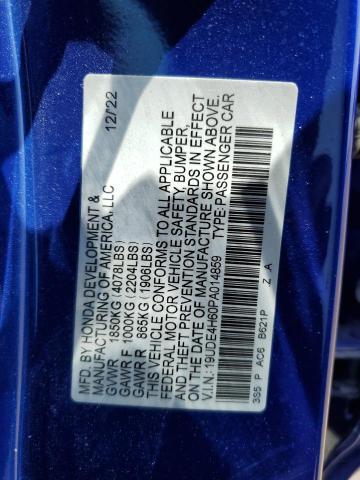 MFD. BY HONDA DEVELOPMENT &
MANUFACTURING OF AMERICA, LLC 12/22
GVWR 1850KG (4078LBS)
GAWR F 1000KG (2204LBS)
GAWR R 865KG (1906LBS)
THIS VEHICLE CONFORMS TO ALL APPLICABLE
FEDERAL MOTOR VEHICLE SAFETY, BUMPER,
AND THEFT PREVENTION STANDARDS IN EFFECT
ON THE DATE OF MANUFACTURE SHOWN ABOVE.
V.I.N.: 19UDE4H60PA014859 TYPE: PASSENGER CAR
3S5 P AC6 B621P Z A